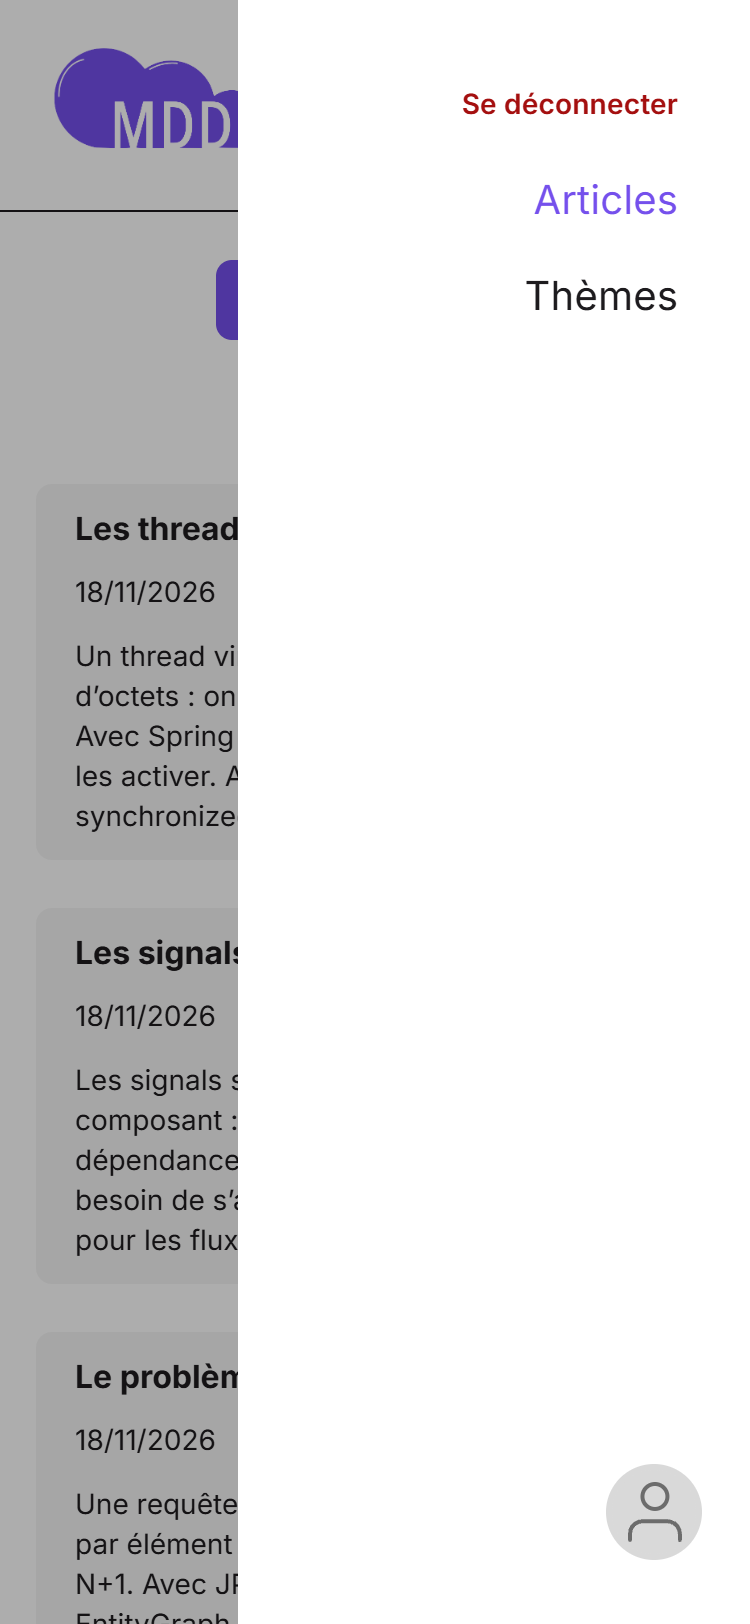 MDD
Se déconnecter
Articles
Thèmes
Les thread
18/11/2026
Un thread vi
d’octets : on
Avec Spring
les activer. A
synchronize
Les signals
18/11/2026
Les signals s
composant :
dépendance
besoin de s’a
pour les flux
Le problèm
18/11/2026
Une requête
par élément
N+1. Avec JP
EntityGraph